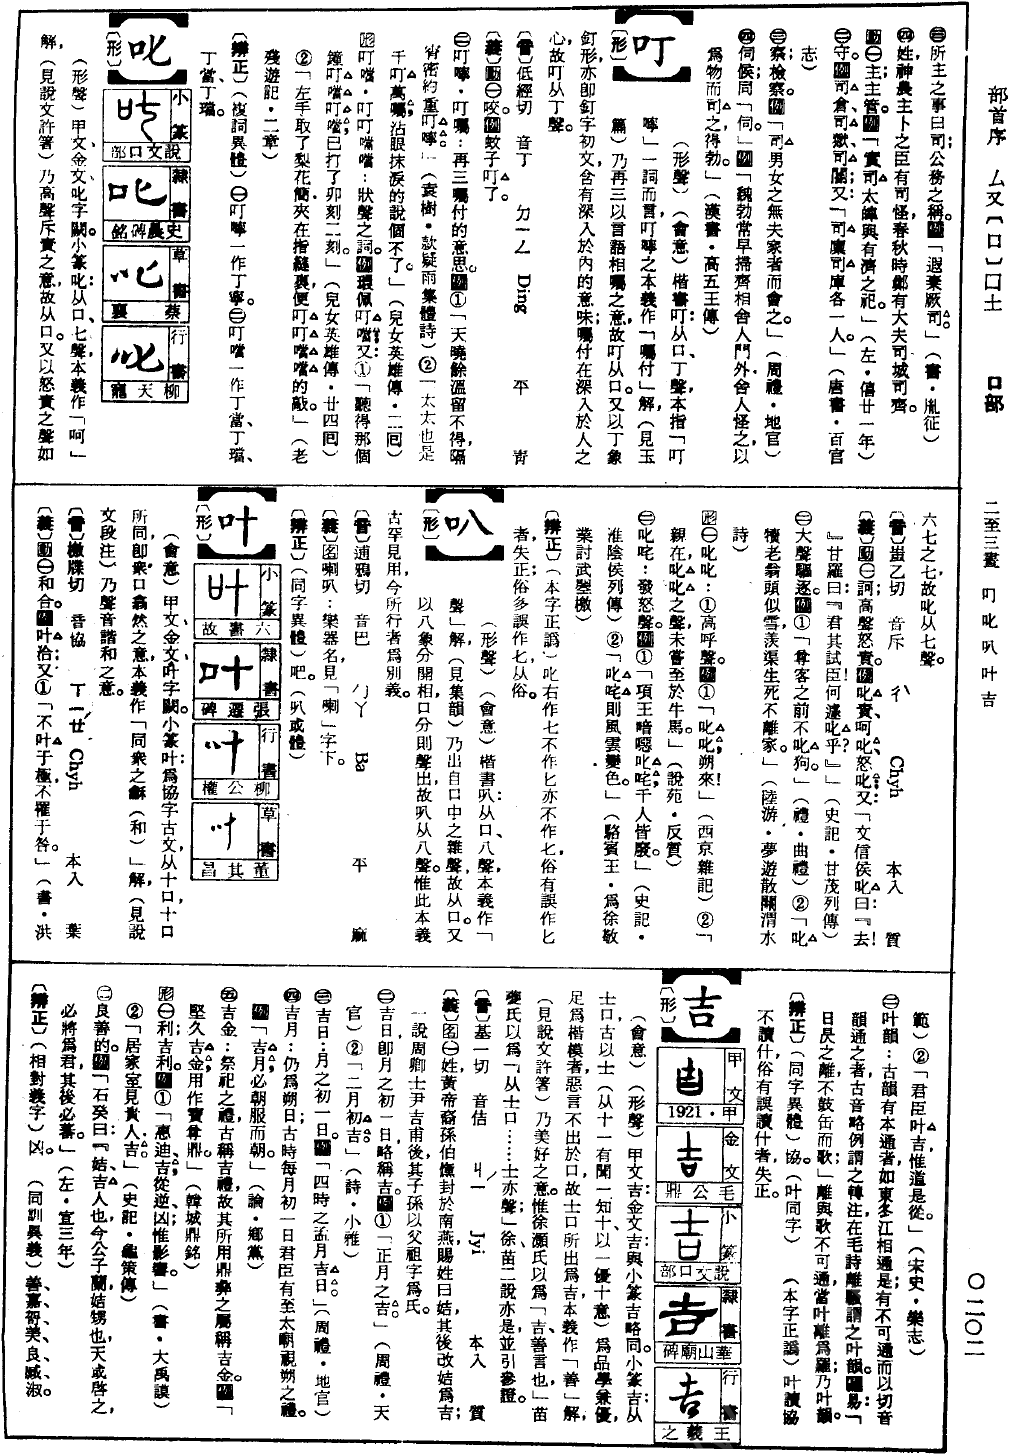 部首序 厶又〔口〕囗土 口部 二至三畫 叮叱叭叶吉 〇二〇二
㊂所主之事曰司;公務之稱。例「遐棄厥司。」(書・胤征)
㊃姓,神農主卜之臣有司怪,春秋時鄭有大夫司城司齊。
動㊀主;主管。例「實司太皞與有濟之祀。」(左・僖廿一年)
㊁守。例司倉、司獄、司閽;又「司廩、司庫各一人。」(唐書・百官
志)
㊂察,檢察。例「司男女之無夫家者而會之。」(周禮・地官)
㊃伺候,同「伺」。例「魏勃常早掃齊相舍人門外,舍人怪之,以
為物而司之,得勃。」(漢書・高五王傳)
叮
〔形〕
(形聲)(會意)楷書叮从口、丁聲,本指「叮
嚀」一詞而言,叮嚀之本義作「囑付」解,(見玉
篇)乃再三以言語相囑之意,故叮从口。又以丁象
釘形,亦即釘字初文,含有深入於內的意味;囑付在深入於人之
心,故叮从丁聲。
〔音〕低經切 音丁 ㄉㄧㄥ Ding 平 青
〔義〕動㊀咬。例蚊子叮了。
㊁叮嚀・叮囑:再三囑付的意思。例①「天曉餘溫留不得,隔
宵密約重叮嚀。」(袁樹・款疑雨集體詩)②「太太也是
千叮萬囑,沾眼抹淚的說個不了。」(兒女英雄傳・二回)
形叮噹・叮叮噹噹:狀聲之詞。例環佩叮噹;又①「聽得那個
鐘叮噹叮噹已打了卯刻二刻。」(兒女英雄傳・廿四回)
②「左手取了梨花簡,夾在指縫裏,便叮叮噹噹的敲。」(老
殘遊記・二章)
〔辨正〕(複詞異體)㊀叮嚀一作丁寧。㊁叮噹一作丁當、丁璫、
丁當、丁璫。
叱
〔形〕
小篆 說文口部
隸書 史晨碑銘
草書 蔡襄
行書 柳天寵
(形聲)甲文、金文叱字闕。小篆叱从口、七聲,本義作「呵」
解,(見說文許箸)乃高聲斥責之意,故从口。又以怒責之聲如
六七之七,故叱从七聲。
〔音〕蚩乙切 音斥 ㄔ Chyh 本入 質
〔義〕動㊀訶;高聲怒責。例叱責、呵叱、怒叱;又「文信侯叱曰:『去!』
『甘羅曰:『君其試臣!何遽叱乎?』」(史記・甘茂列傳)
㊁大聲驅逐。例①「尊客之前不叱狗。」(禮・曲禮)②「叱
犢老翁頭似雪,羨渠生死不離家。」(陸游・夢遊散關渭水
詩)
形㊀叱叱:①高呼聲。例①「叱叱,朔來!」(西京雜記)②「
親在,叱叱之聲未嘗至於牛馬。」(說苑・反質)
㊁叱咤:發怒聲。例①「項王喑噁叱咤,千人皆廢。」(史記・
淮陰侯列傳)②「叱咤則風雲變色。」(駱賓王・為徐敬
業討武曌檄)
〔辨正〕(本字正譌)叱,右作七不作匕,亦不作七,俗有誤作匕
者失正;俗多誤作七从俗。
叭
〔形〕
(形聲)(會意)楷書叭从口、八聲,本義作「
聲」解,(見集韻)乃出自口中之雜聲,故从口。又
以八象分開相,口分則聲出,故叭从八聲。惟此本義
古罕見用,今所行者為別義。
〔音〕逋鴉切 音巴 ㄅㄚ Ba 平 麻
〔義〕名喇叭:樂器名,見「喇」字下。
〔辨正〕(同字異體)吧。(叭或體)
叶
〔形〕
小篆 六書故
隸書 張遷碑
行書 柳公權
草書 董其昌
(會意)甲文、金文叶字闕。小篆叶:為協字古文,从十口,十口
所同卽衆口翕然之意,本義作「同衆之龢(和)」解,(見說
文段注)乃聲音諧和之意。
〔音〕檄牒切 音協 ㄒㄧㄝˊ Chyh 本入 葉
〔義〕動㊀和合。例叶洽;又①「不叶于極,不罹于咎。」(書・洪
範)②「君臣叶吉,惟道是從。」(宋史・樂志)
㊁叶韻:古韻有本通者,如東冬江相通是;有不可通而以切音
韻通之者,古音略例謂之轉注,在毛詩離騷謂之叶韻。例易「
日昃之離,不鼓缶而歌,」離與歌不可通,當叶離為羅;乃叶韻。
〔辨正〕(同字異體)協。(叶同字)(本字正譌)叶,讀協
不讀什,俗有誤讀什者失正。
吉
〔形〕
甲文 甲・1921
金文 毛公鼎
小篆 說文口部
隸書 華山廟碑
行書 王羲之
(會意)(形聲)甲文吉:金文吉與小篆吉略同。小篆吉:从
士口,古以士(从十一,有聞一知十,以一優十意)為品學兼優,
足為楷模者,惡言不出於口,故士口所出為吉,本義作「善」解,
(見說文許箸)乃美好之意。惟徐灝氏以為「吉,善言也,」苗
夔氏以為「从士口……士亦聲,」徐苗二說亦是,並引參證。
〔音〕基一切 音佶 ㄐㄧˊ Jyi 本入 質
〔義〕名㊀姓,黃帝裔孫伯儵封於南燕,賜姓曰姞,其後改姞為吉;
一說周卿士尹吉甫後,其子孫以父祖字為氏。
㊁吉日卽月之初一日,略稱吉。例①「正月之吉。」(周禮・天
官)②「二月初吉。」(詩・小雅)
㊂吉日:月之初一日。例「四時之孟月吉日。」(周禮・地官)
㊃吉月:仍為朔日;古時每月初一日,君臣有至太廟視朔之禮。
例「吉月,必朝服而朝。」(論・鄉黨)
㊄吉金:祭祀之禮,古稱吉禮,故其所用鼎彝之屬稱吉金。例「
堅久吉金,用作寶尊鼎。」(韓城鼎銘)
形㊀利;吉利。例①「惠迪吉,從逆凶,惟影響。」(書・大禹謨)
②「居家室,見貴人吉。」(史記・龜策傳)
㊁良善的。例「石癸曰:『姞,吉人也,今公子蘭,姞甥也,天或啓之,
必將為君,其後必蕃。』」(左・宣三年)
〔辨正〕(相對義字)凶。(同訓異義)善、嘉、智、美、良、臧、淑。